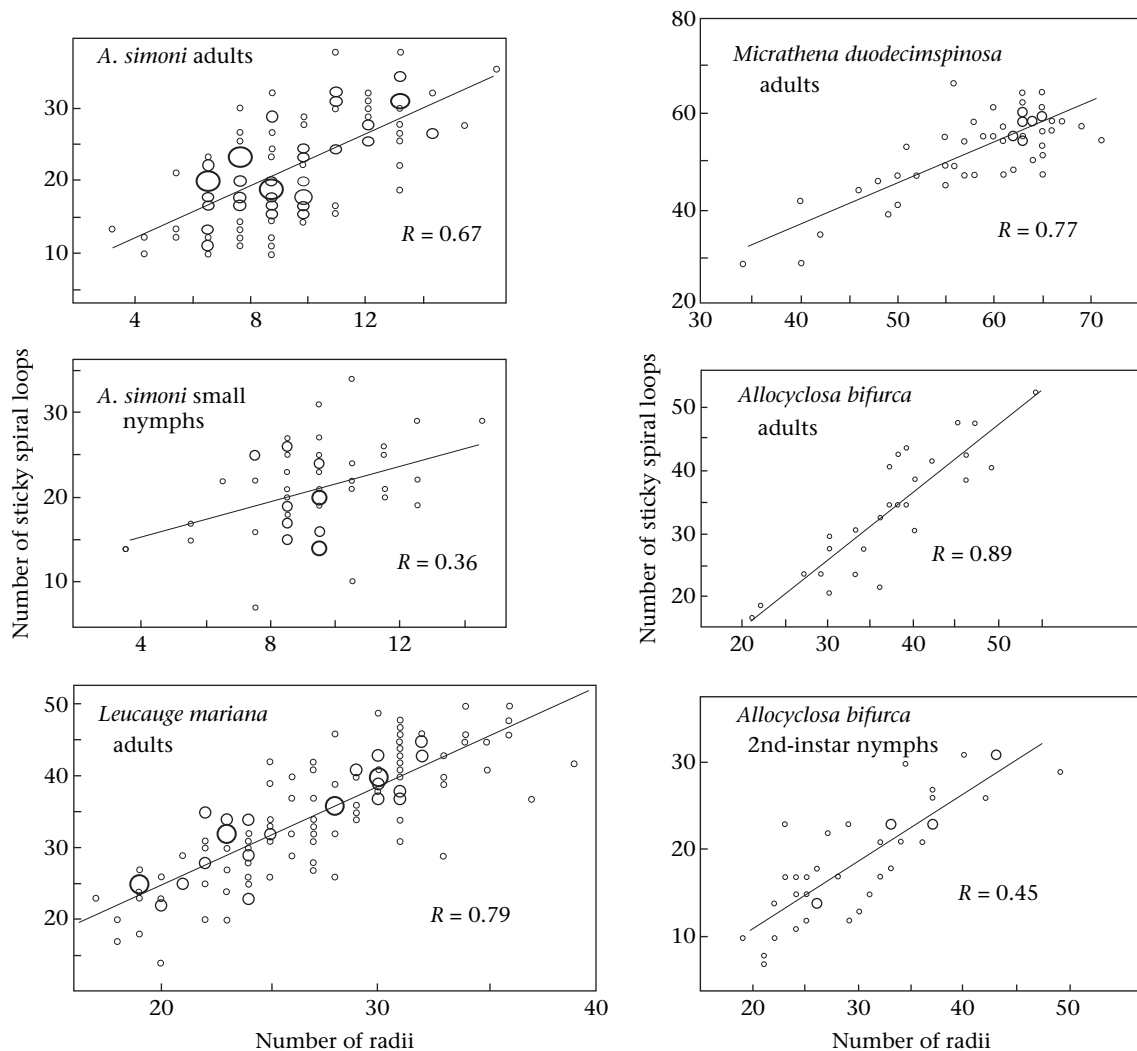 A. simoni adults
30
20
10
R = 0.67
4
8
12
Micrathena duodecimspinosa
adults
80
60
40
20
R = 0.77
30
40
50
60
70
Number of sticky spiral loops
A. simoni small
nymphs
30
20
10
R = 0.36
4
8
12
Number of sticky spiral loops
Allocyclosa bifurca
adults
50
40
30
20
R = 0.89
20
30
40
50
Leucauge mariana
adults
50
40
30
20
R = 0.79
20
30
40
Number of radii
Allocyclosa bifurca
2nd-instar nymphs
30
20
10
R = 0.45
20
30
40
50
Number of radii